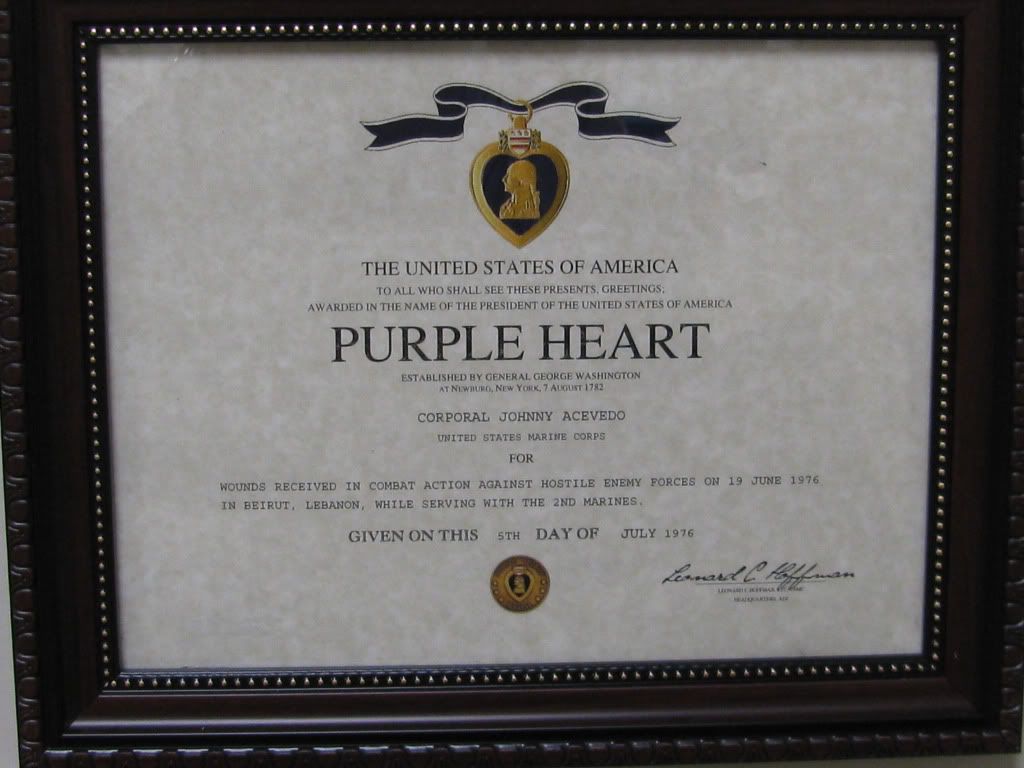 THE UNITED STATES OF AMERICA
TO ALL WHO SHALL SEE THESE PRESENTS, GREETINGS;
AWARDED IN THE NAME OF THE PRESIDENT OF THE UNITED STATES OF AMERICA
PURPLE HEART
ESTABLISHED BY GENERAL GEORGE WASHINGTON
AT NEWBURG, NEW YORK, 7 AUGUST 1782
CORPORAL JOHNNY ACEVEDO
UNITED STATES MARINE CORPS
FOR
WOUNDS RECEIVED IN COMBAT ACTION AGAINST HOSTILE ENEMY FORCES ON 19 JUNE 1976
IN BEIRUT, LEBANON, WHILE SERVING WITH THE 2ND MARINES.
GIVEN ON THIS 5TH DAY OF JULY 1976
Leonard C. Hoffman
LEONARD C. HOFFMAN,
HEADQUARTERS,